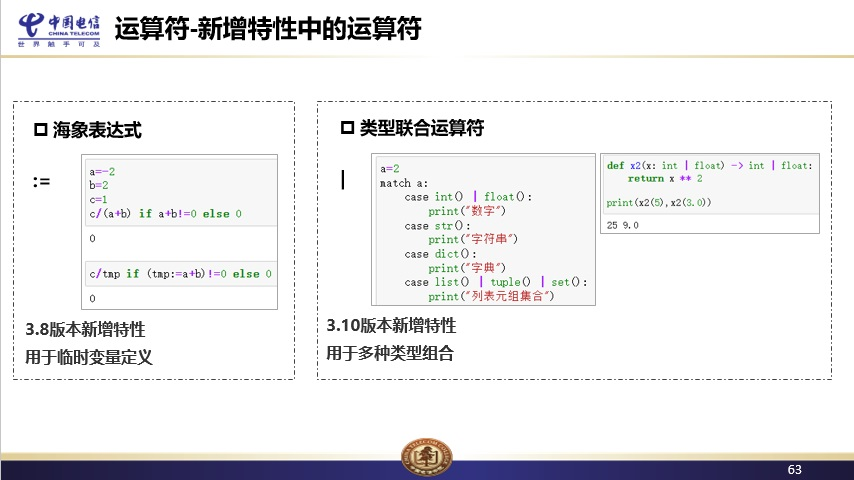 中国电信
CHINA TELECOM
世界触手可及
运算符-新增特性中的运算符
海象表达式
:=
a=-2
b=2
c=1
c/(a+b) if a+b!=0 else 0
0
c/tmp if (tmp:=a+b)!=0 else 0
0
3.8版本新增特性
用于临时变量定义
类型联合运算符
|
a=2
match a:
case int() | float():
print("数字")
case str():
print("字符串")
case dict():
print("字典")
case list() | tuple() | set():
print("列表元组集合")
def x2(x: int | float) -> int | float:
return x ** 2
print(x2(5),x2(3.0))
25 9.0
3.10版本新增特性
用于多种类型组合
63